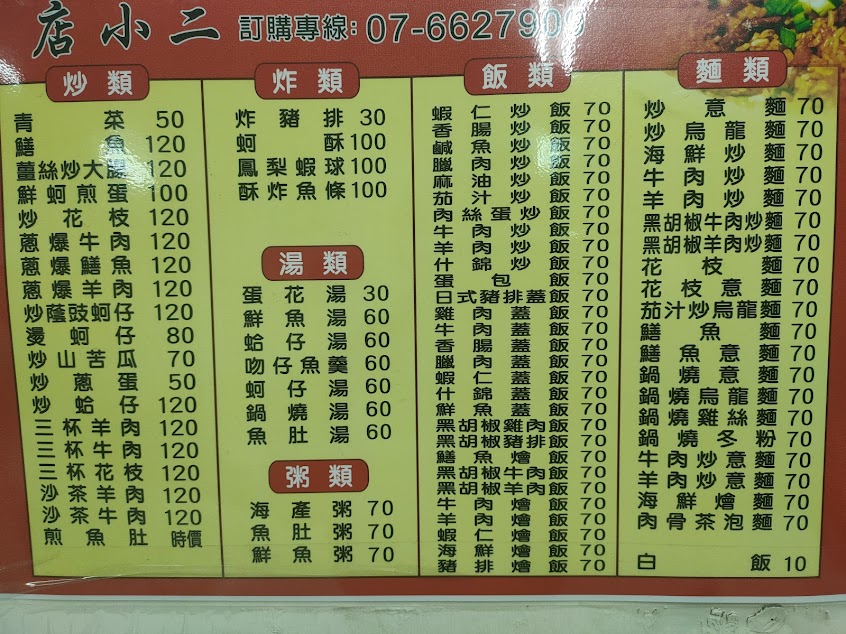 店小二 訂購專線：07-6627909
炒類
青菜 50
鱔魚 120
薑絲炒大腸 120
鮮蚵煎蛋 100
炒花枝 120
蔥爆牛肉 120
蔥爆鱔魚 120
蔥爆羊肉 120
炒蔭豉蚵仔 120
燙蚵仔 80
炒山苦瓜 70
炒蔥蛋 50
炒蛤仔 120
三杯羊肉 120
三杯牛肉 120
三杯花枝 120
沙茶羊肉 120
沙茶牛肉 120
煎魚肚 時價
炸類
炸豬排 30
蚵酥 100
鳳梨蝦球 100
酥炸魚條 100
湯類
蛋花湯 30
鮮魚湯 60
蛤仔湯 60
吻仔魚羹 60
蚵仔湯 60
鍋燒湯 60
魚肚湯 60
粥類
海產粥 70
魚肚粥 70
鮮魚粥 70
飯類
蝦仁炒飯 70
香腸炒飯 70
鹹魚炒飯 70
臘肉炒飯 70
麻油炒飯 70
茄汁炒飯 70
肉絲蛋炒飯 70
牛肉炒飯 70
羊肉炒飯 70
什錦炒飯 70
蛋包飯 70
日式豬排蓋飯 70
雞肉蓋飯 70
牛肉蓋飯 70
香腸蓋飯 70
臘肉蓋飯 70
蝦仁蓋飯 70
什錦蓋飯 70
鮮魚蓋飯 70
黑胡椒雞肉飯 70
黑胡椒豬排飯 70
鱔魚燴飯 70
黑胡椒牛肉飯 70
黑胡椒羊肉飯 70
牛肉燴飯 70
羊肉燴飯 70
蝦仁燴飯 70
海鮮燴飯 70
豬排燴飯 70
麵類
炒意麵 70
炒烏龍麵 70
海鮮炒麵 70
牛肉炒麵 70
羊肉炒麵 70
黑胡椒牛肉炒麵 70
黑胡椒羊肉炒麵 70
花枝麵 70
花枝意麵 70
茄汁炒烏龍麵 70
鱔魚麵 70
鱔魚意麵 70
鍋燒意麵 70
鍋燒烏龍麵 70
鍋燒雞絲麵 70
鍋燒冬粉 70
牛肉炒意麵 70
羊肉炒意麵 70
海鮮燴麵 70
肉骨茶泡麵 70
白飯 10